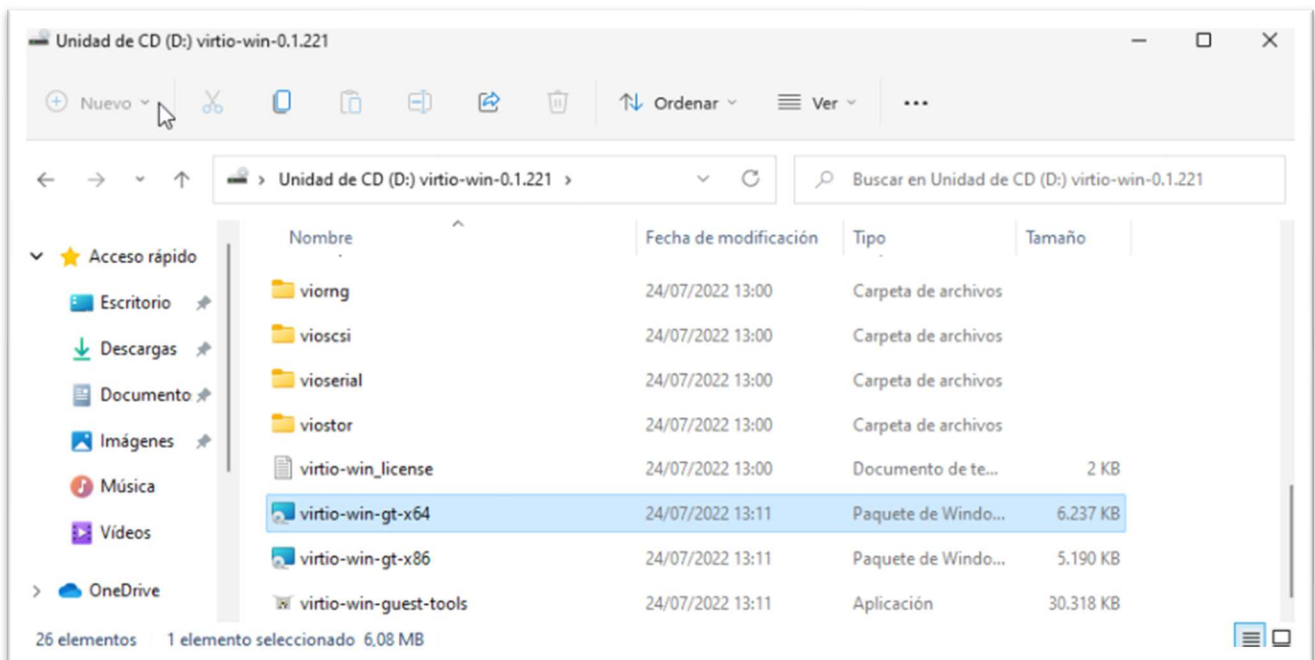 Unidad de CD (D:) virtio-win-0.1.221
Nuevo Ordenar Ver
Unidad de CD (D:) virtio-win-0.1.221 Buscar en Unidad de CD (D:) virtio-win-0.1.221
Nombre Fecha de modificación Tipo Tamaño
Acceso rápido
Escritorio
Descargas
Documento
Imágenes
Música
Vídeos
OneDrive
viorng 24/07/2022 13:00 Carpeta de archivos
vioscsi 24/07/2022 13:00 Carpeta de archivos
vioserial 24/07/2022 13:00 Carpeta de archivos
viostor 24/07/2022 13:00 Carpeta de archivos
virtio-win_license 24/07/2022 13:00 Documento de te... 2 KB
virtio-win-gt-x64 24/07/2022 13:11 Paquete de Windo... 6.237 KB
virtio-win-gt-x86 24/07/2022 13:11 Paquete de Windo... 5.190 KB
virtio-win-guest-tools 24/07/2022 13:11 Aplicación 30.318 KB
26 elementos 1 elemento seleccionado 6,08 MB